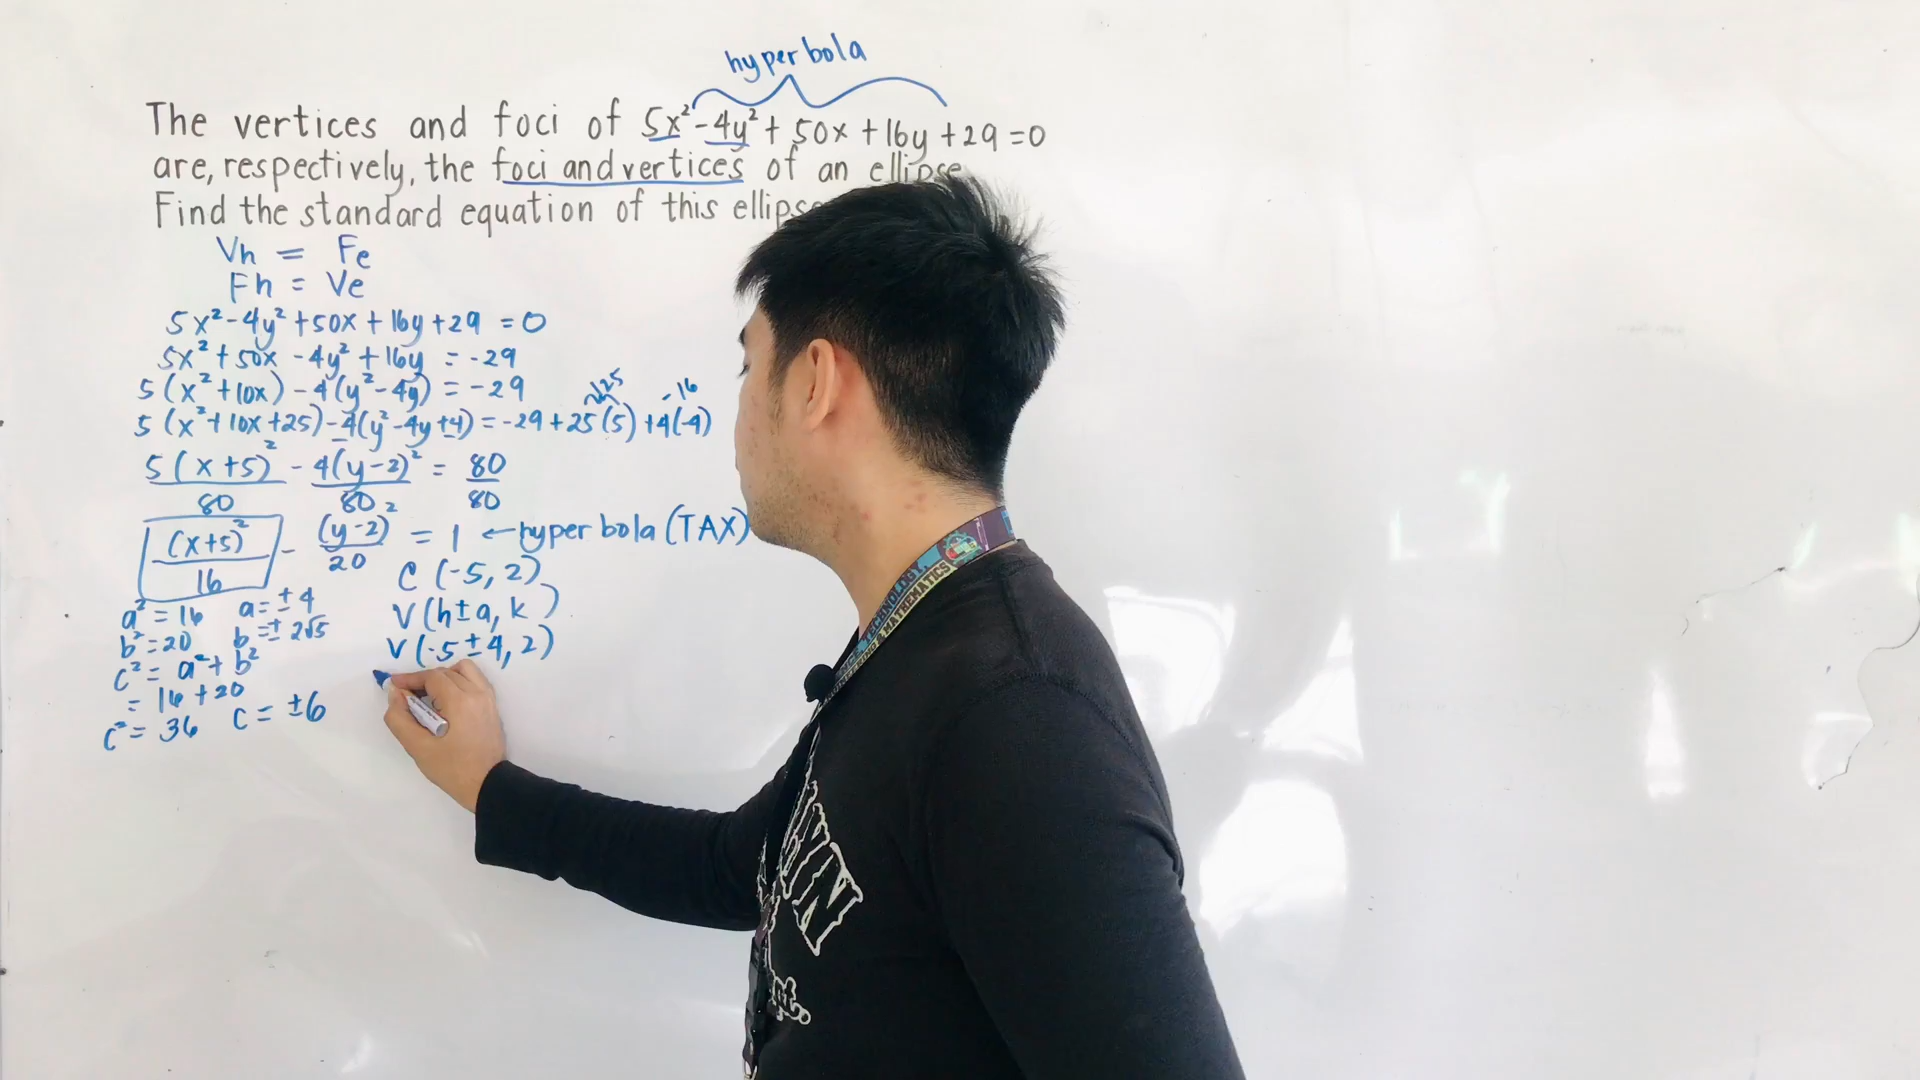 hyperbola
The vertices and foci of 5x²-4y²+50x+16y+29=0
are, respectively, the foci and vertices of an ellipse
Find the standard equation of this ellipse
Vh = Fe
Fh = Ve
5x²-4y²+50x+16y+29 =0
5x²+50x -4y²+16y =-29
5(x²+10x)-4(y²-4y)=-29
125 -16
5(x²+10x+25)-4(y²-4y+4)=-29+25(5)+4(-4)
5(x+5)² - 4(y-2)² = 80
80 80 80
(x+5)² - (y-2)² = 1 ← hyperbola (TAX)
16 20
C(-5,2)
V(h±a, k)
V(-5±4,2)
a²=16 a=±4
b²=20 b=±2√5
c²= a²+b²
= 16+20
c²= 36 c=±6
TECHNOLOGY,
MATHEMATICS